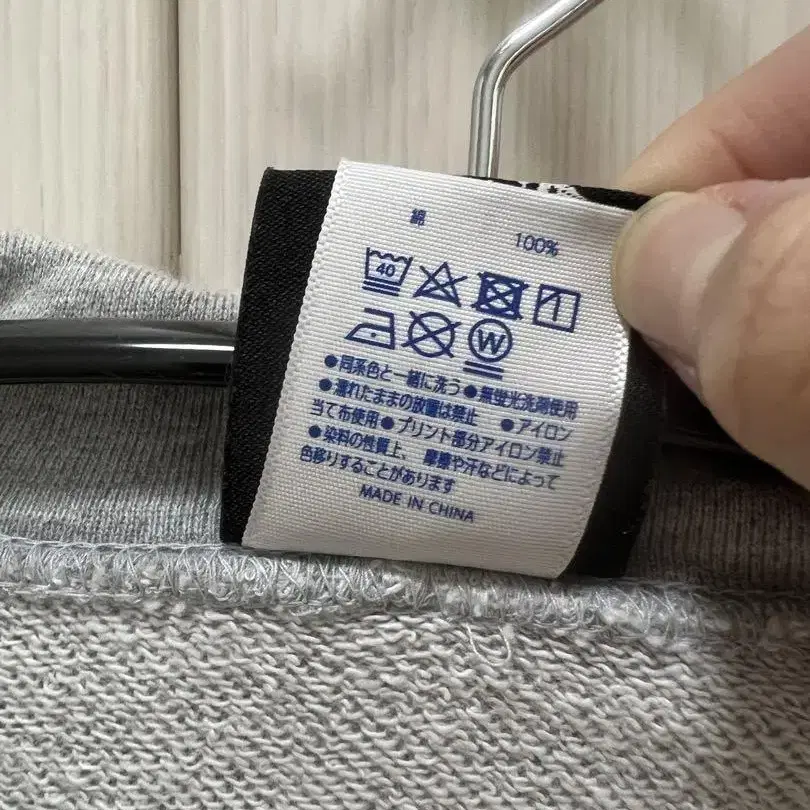 綿 100%
40
W
●同系色と一緒に洗う●無蛍光洗剤使用
●濡れたままの放置は禁止 ●アイロン
当て布使用●プリント部分アイロン禁止
●染料の性質上、摩擦や汗などによって
色移りすることがあります
MADE IN CHINA